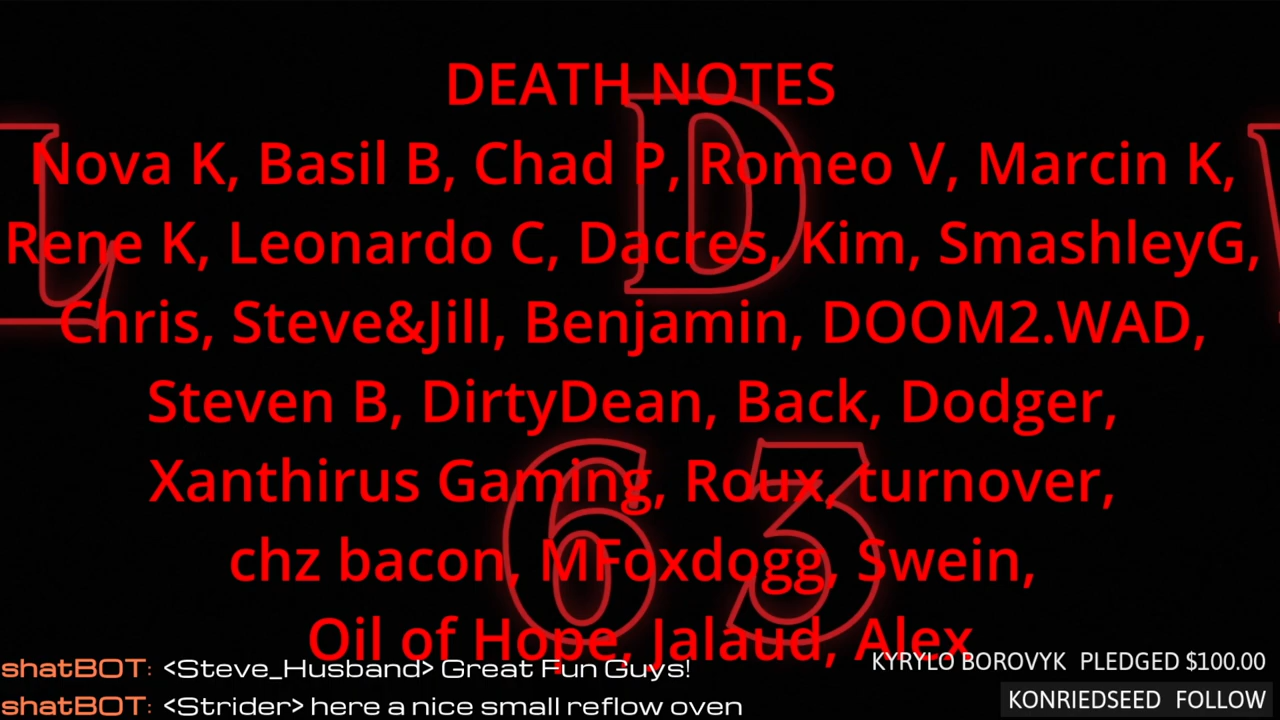 DEATH NOTES
Nova K, Basil B, Chad P, Romeo V, Marcin K,
Rene K, Leonardo C, Dacres, Kim, SmashleyG,
Chris, Steve&Jill, Benjamin, DOOM2.WAD,
Steven B, DirtyDean, Back, Dodger,
Xanthirus Gaming, Roux, turnover,
chz bacon, MFoxdogg, Swein,
Oil of Hope, Jalaud, Alex
L D
63
shatBOT: <Steve_Husband> Great Fun Guys!
shatBOT: <Strider> here a nice small reflow oven
KYRYLO BOROVYK PLEDGED $100.00
KONRIEDSEED FOLLOW